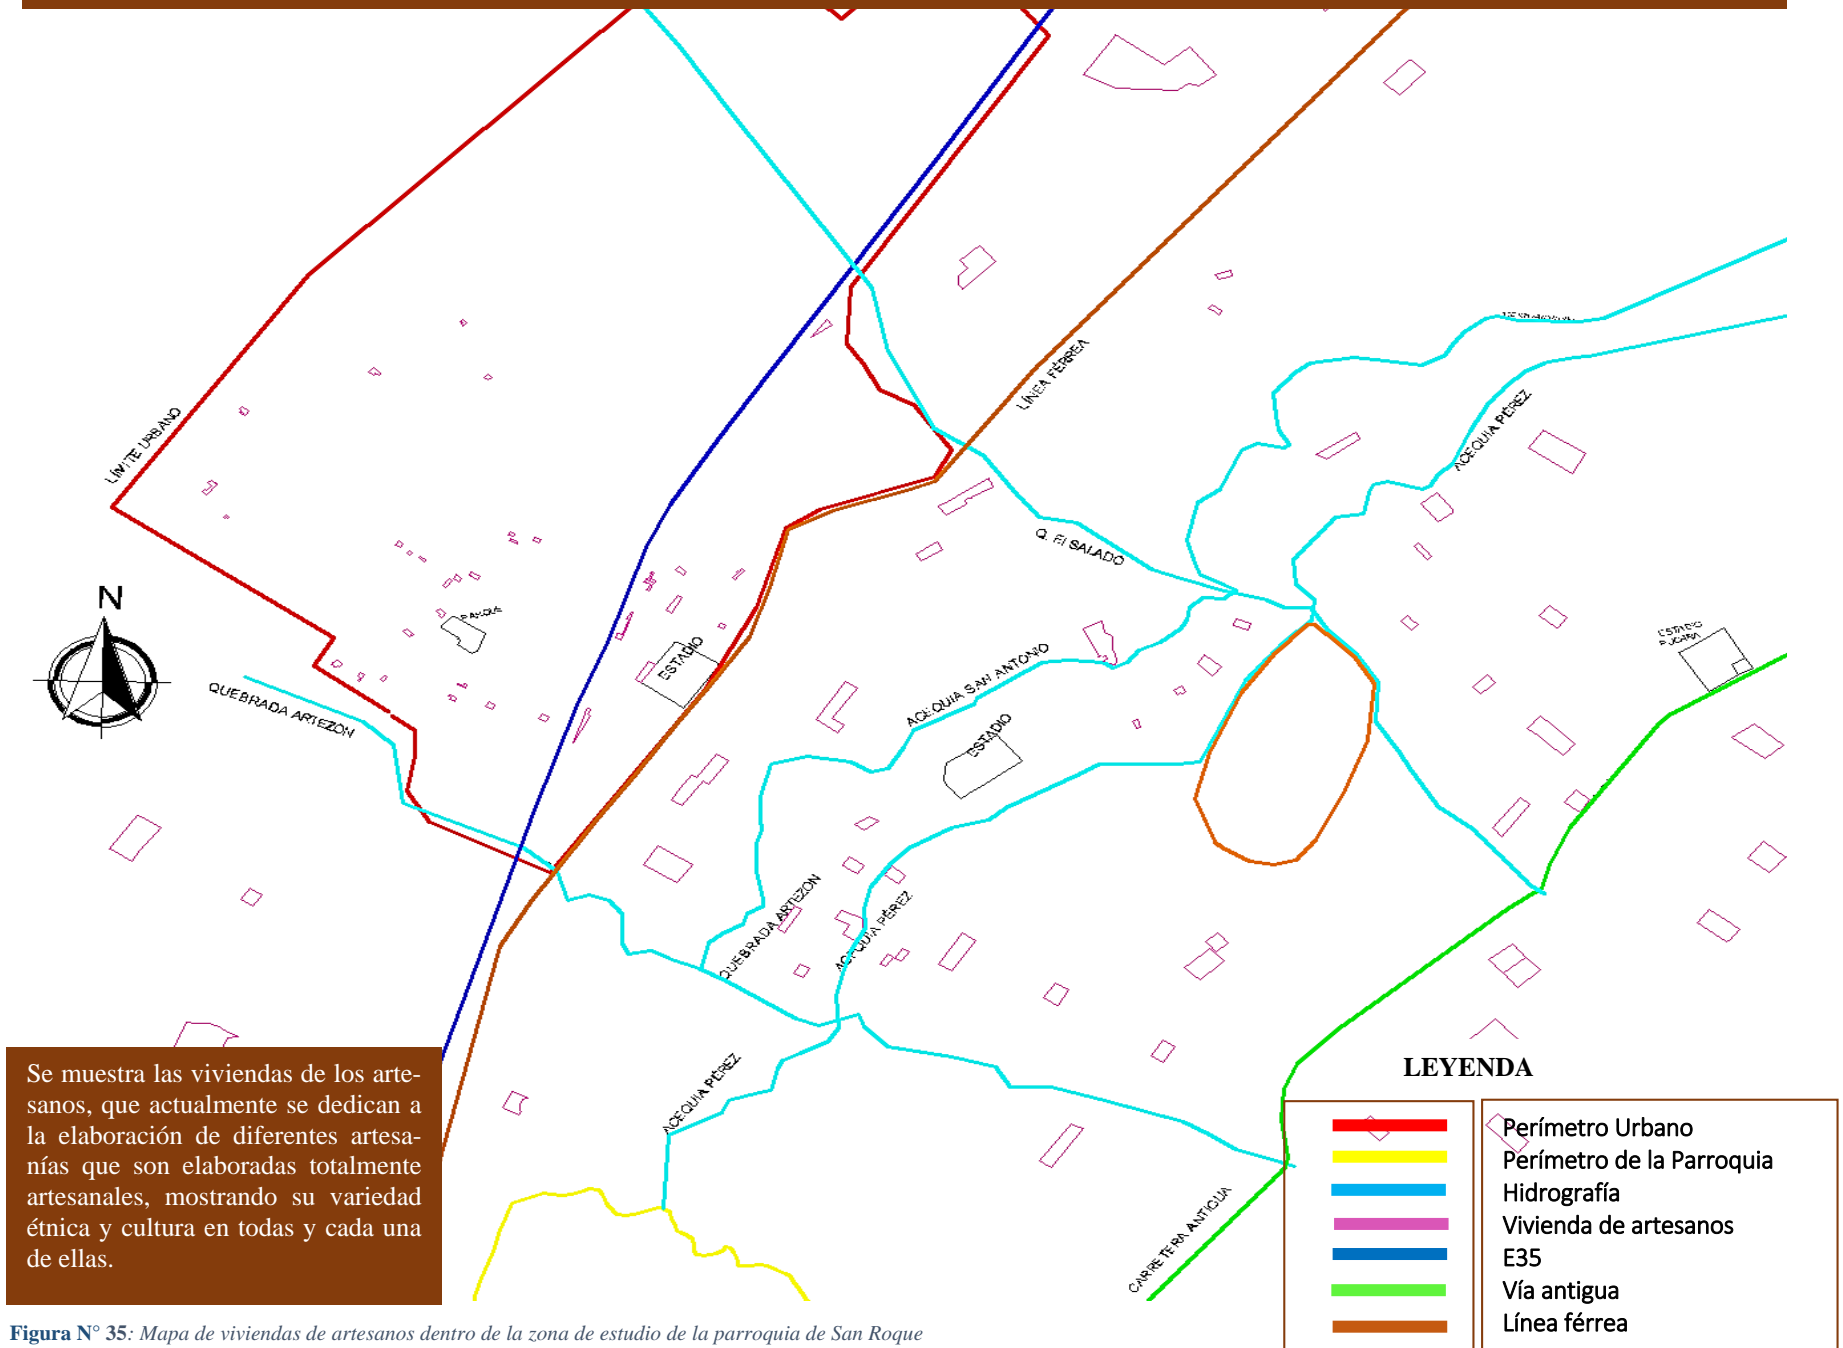 LÍNEA FÉRREA
ACEQUIA PÉREZ
LÍMITE URBANO
Q. El SALADO
N
PARQUE
ESTADIO
ESTADIO
PUCARA
ACEQUIA SAN ANTONIO
QUEBRADA ARTEZON
ESTADIO
QUEBRADA ARTEZON
ACEQUIA PÉREZ
ACEQUIA PÉREZ
CARRETERA ANTIGUA
Se muestra las viviendas de los arte-
sanos, que actualmente se dedican a
la elaboración de diferentes artesa-
nías que son elaboradas totalmente
artesanales, mostrando su variedad
étnica y cultura en todas y cada una
de ellas.
LEYENDA
Perímetro Urbano
Perímetro de la Parroquia
Hidrografía
Vivienda de artesanos
E35
Vía antigua
Línea férrea
Figura N° 35: Mapa de viviendas de artesanos dentro de la zona de estudio de la parroquia de San Roque